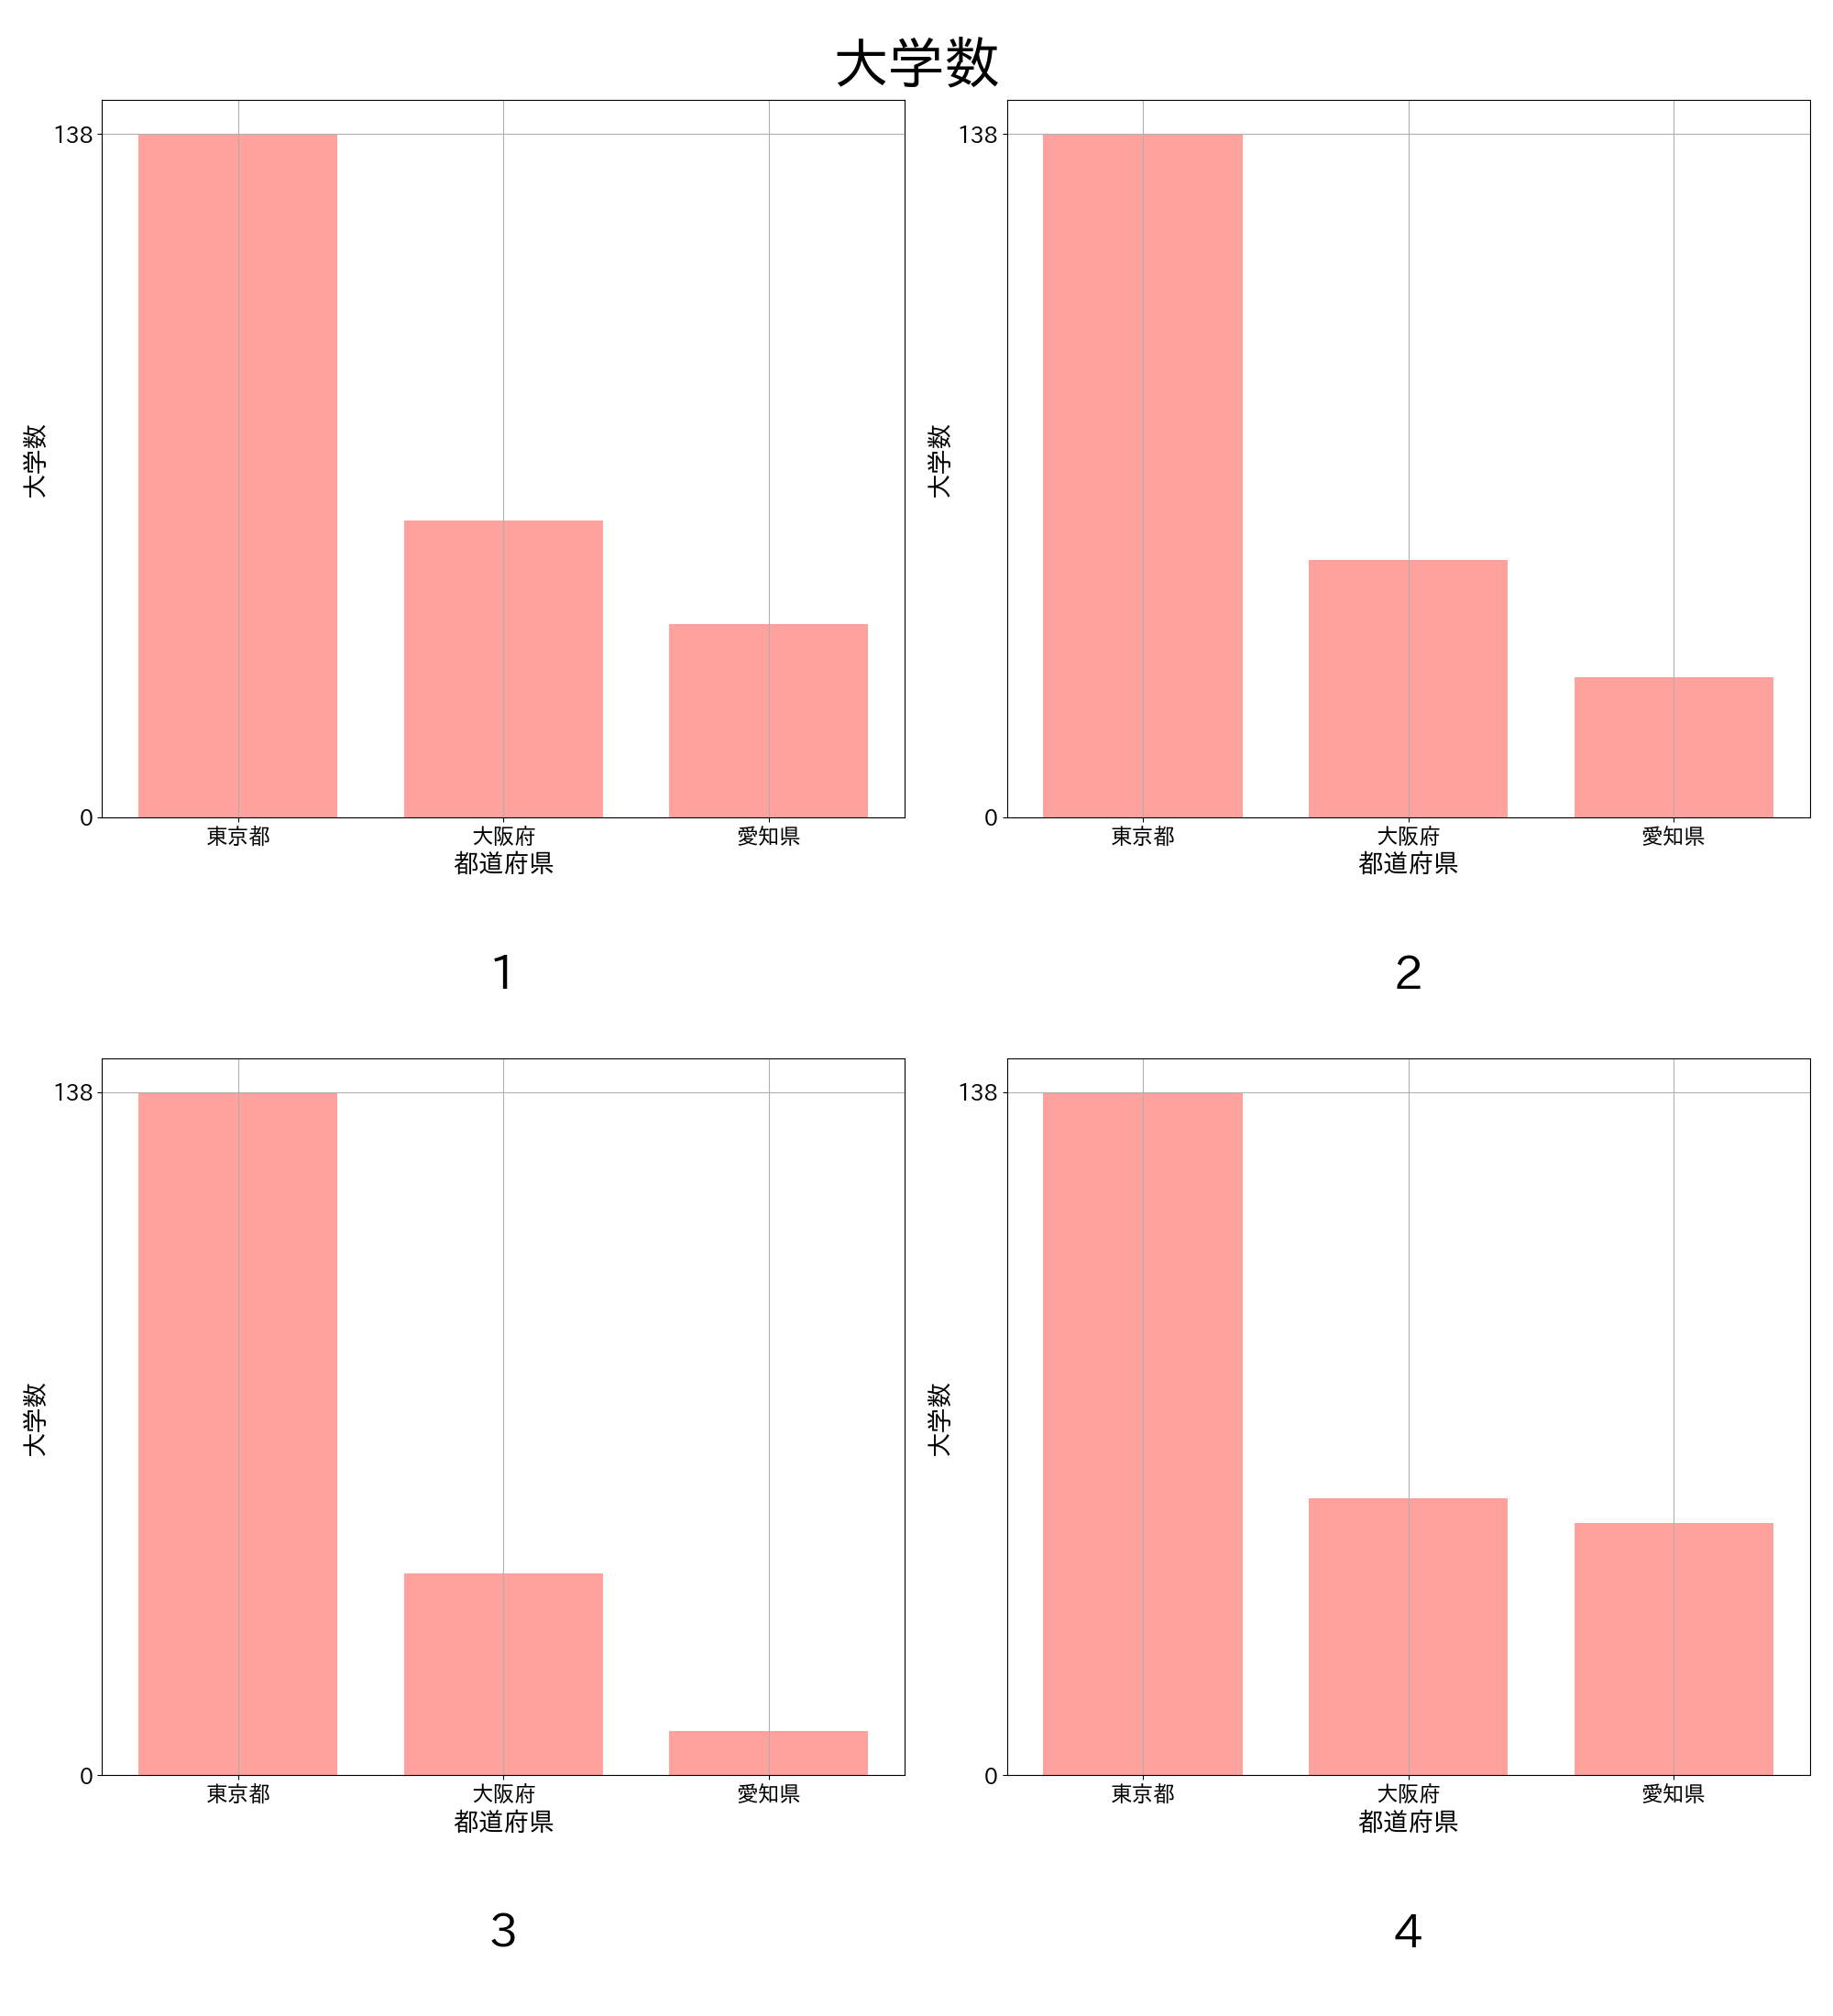 大学数
138
0
大学数
東京都 大阪府 愛知県
都道府県
1
138
0
大学数
東京都 大阪府 愛知県
都道府県
2
138
0
大学数
東京都 大阪府 愛知県
都道府県
3
138
0
大学数
東京都 大阪府 愛知県
都道府県
4